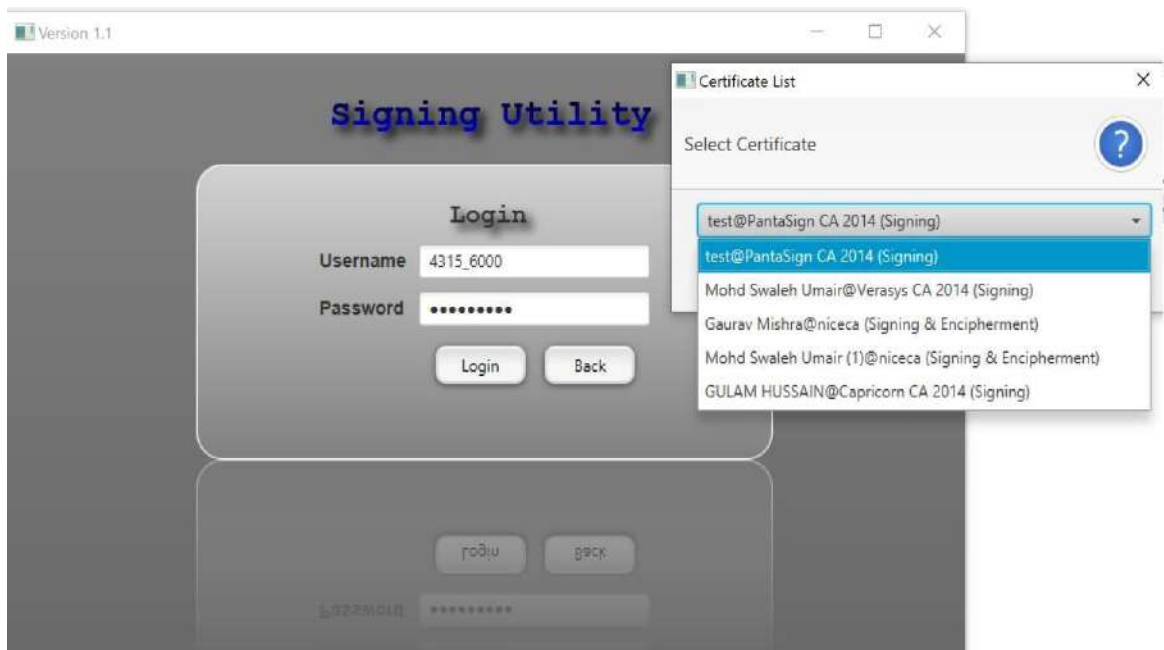 Version 1.1
Signing Utility
Login
Username 4315_6000
Password •••••••••
Login Back
Certificate List
Select Certificate
?
test@PantaSign CA 2014 (Signing)
test@PantaSign CA 2014 (Signing)
Mohd Swaleh Umair@Verasys CA 2014 (Signing)
Gaurav Mishra@niceca (Signing & Encipherment)
Mohd Swaleh Umair (1)@niceca (Signing & Encipherment)
GULAM HUSSAIN@Capricorn CA 2014 (Signing)
Login Back
Password •••••••••